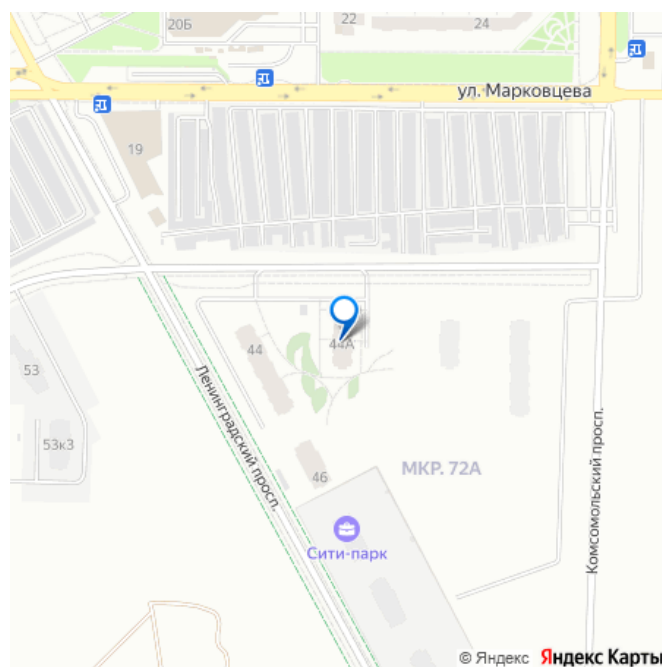 20Б
22
24
ул. Марковцева
19
44
44А
53
Ленинградский просп.
53к3
46
МКР. 72А
Комсомольский просп.
Сити-парк
© Яндекс Яндекс Карты